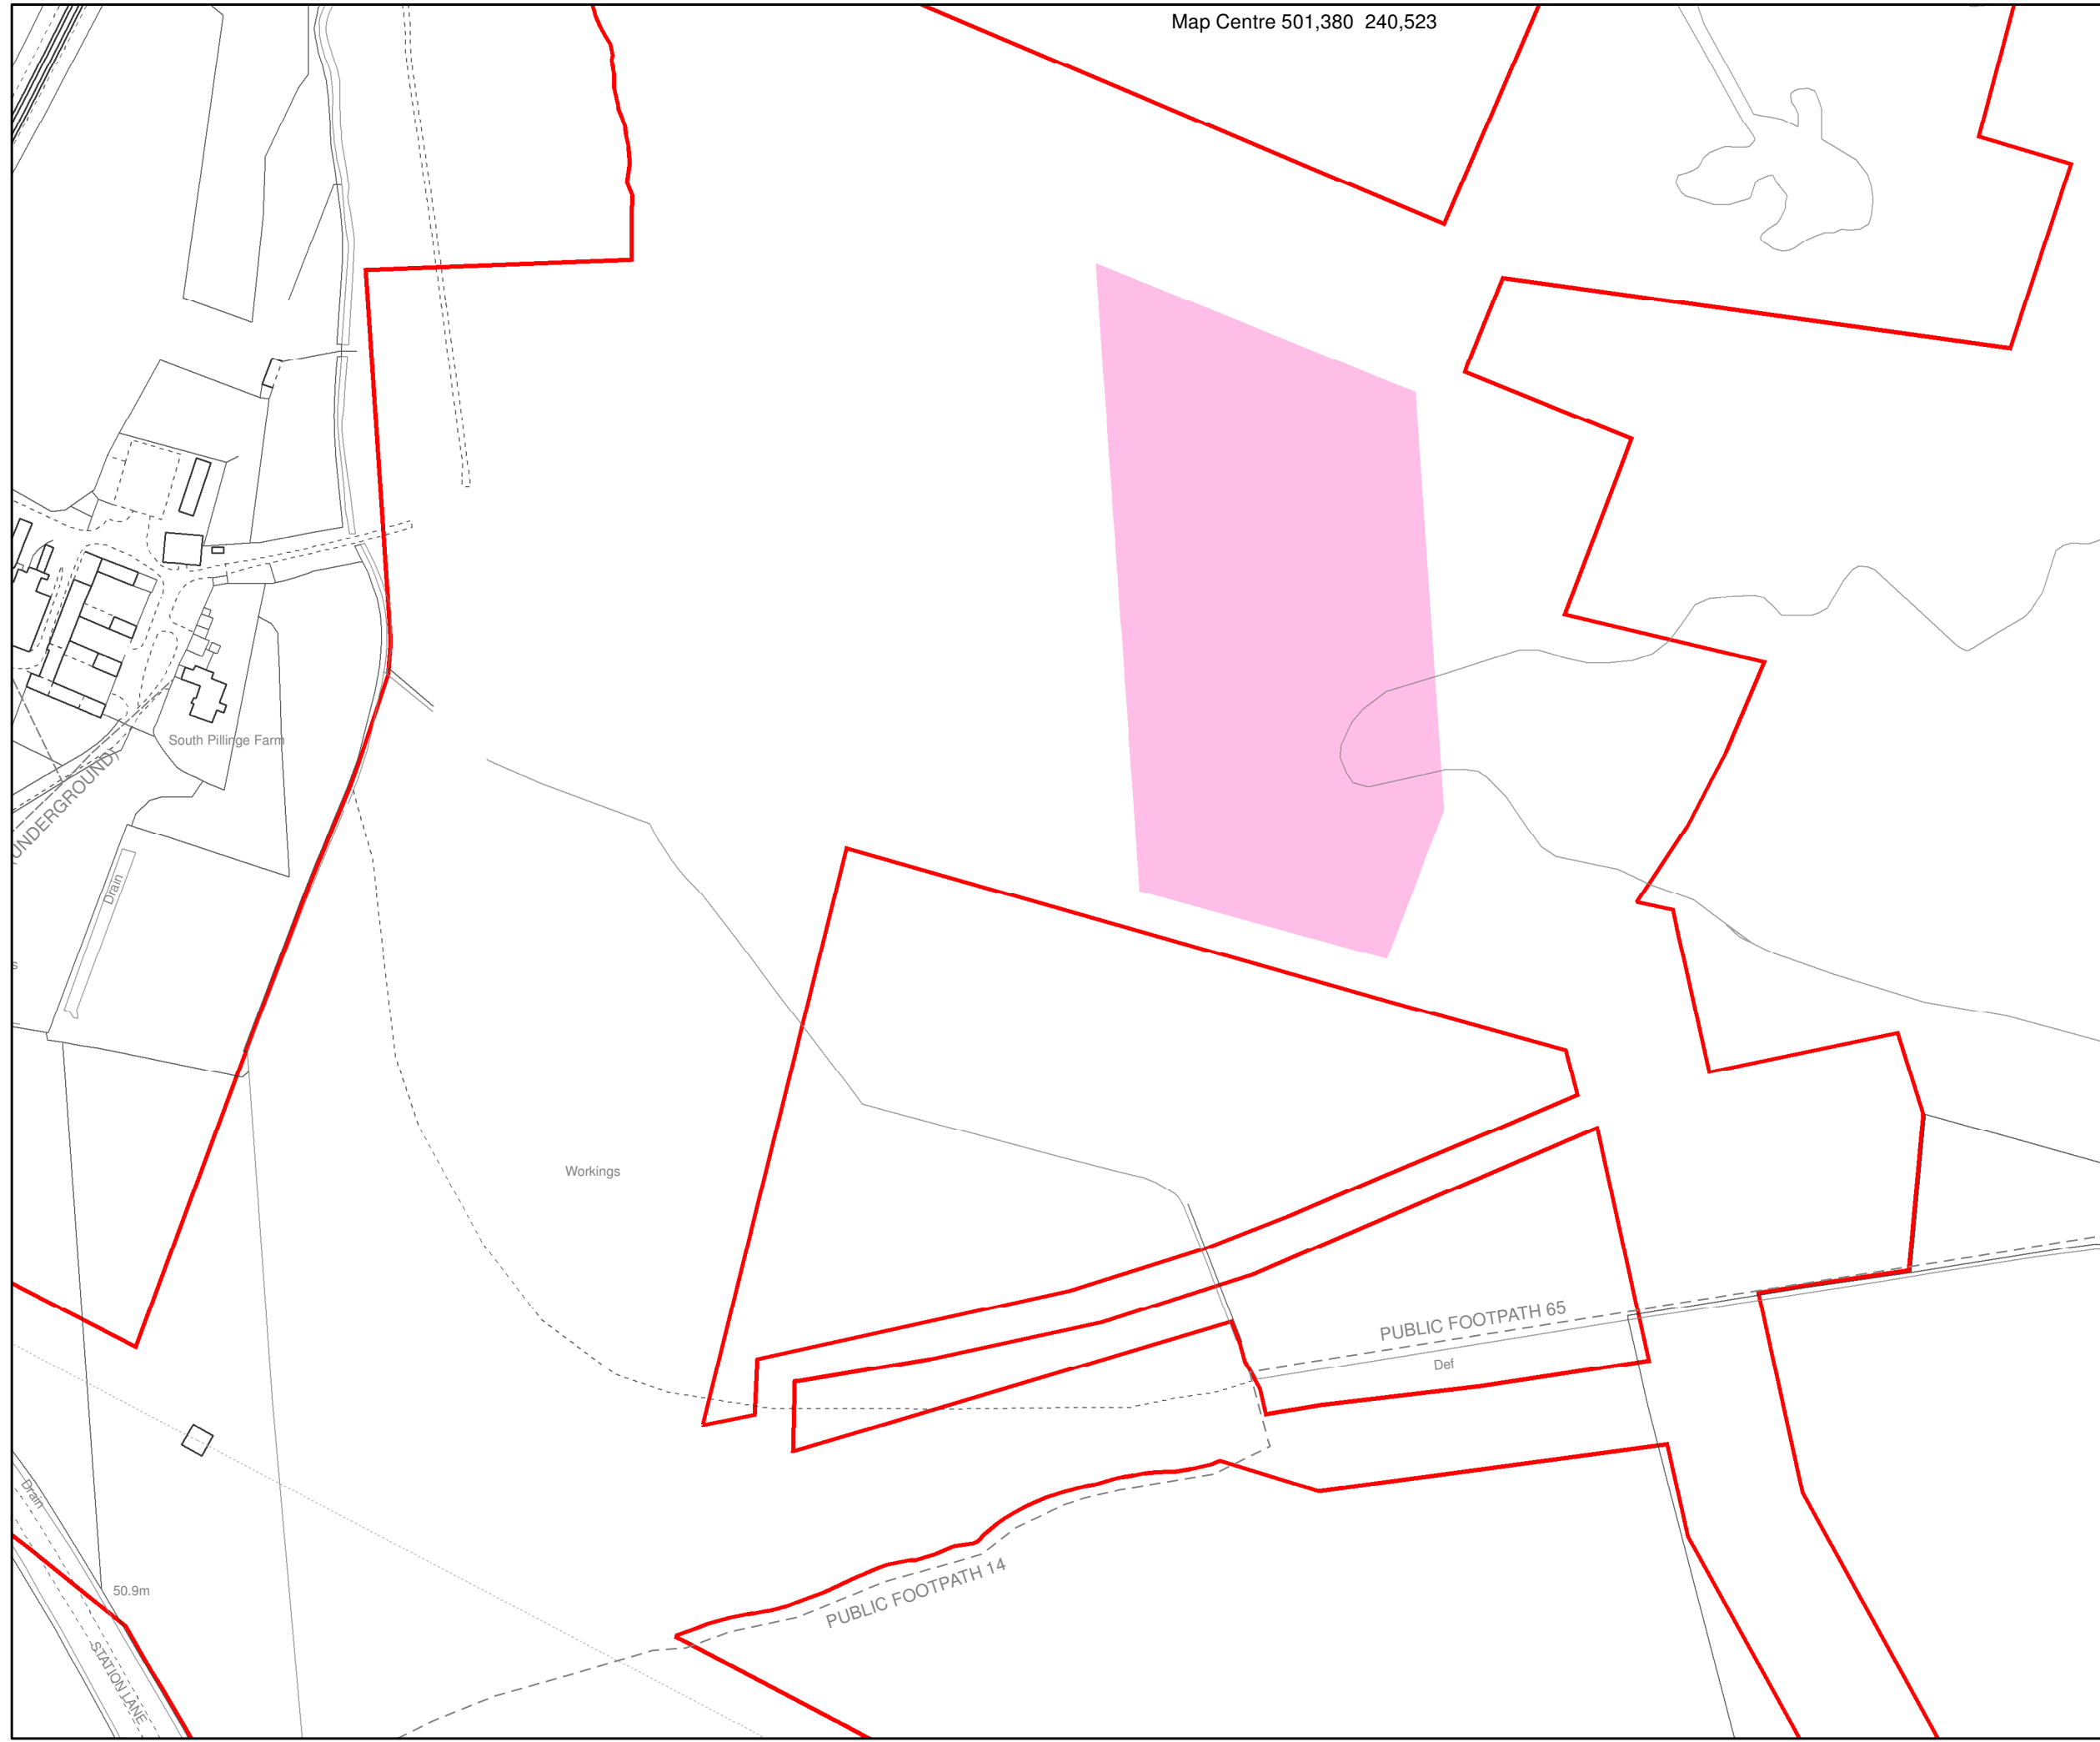 Map Centre 501,380 240,523
South Pillinge Farm
UNDERGROUND)
Drain
s
Workings
PUBLIC FOOTPATH 65
Def
Drain
50.9m
PUBLIC FOOTPATH 14
STATION LANE